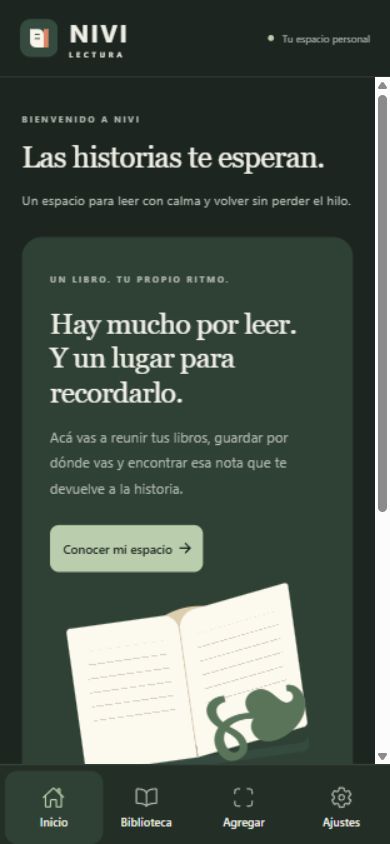 NIVI
LECTURA
Tu espacio personal
BIENVENIDO A NIVI
Las historias te esperan.
Un espacio para leer con calma y volver sin perder el hilo.
UN LIBRO. TU PROPIO RITMO.
Hay mucho por leer.
Y un lugar para
recordarlo.
Acá vas a reunir tus libros, guardar por
dónde vas y encontrar esa nota que te
devuelve a la historia.
Conocer mi espacio →
Inicio
Biblioteca
Agregar
Ajustes